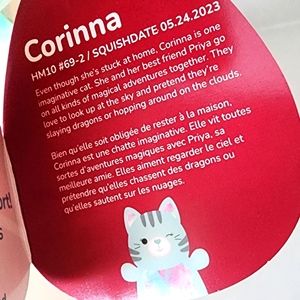 Corinna
HM10 #69-2 / SQUISHDATE 05.24.2023
Even though she's stuck at home, Corinna is one
imaginative cat. She and her best friend Priya go
on all kinds of magical adventures together. They
love to look up at the sky and pretend they're
slaying dragons or hopping around on the clouds.
Bien qu'elle soit obligée de rester à la maison,
Corinna est une chatte imaginative. Elle vit toutes
sortes d'aventures magiques avec Priya, sa
meilleure amie. Elles aiment regarder le ciel et
prétendre qu'elles chassent des dragons ou
qu'elles sautent sur les nuages.